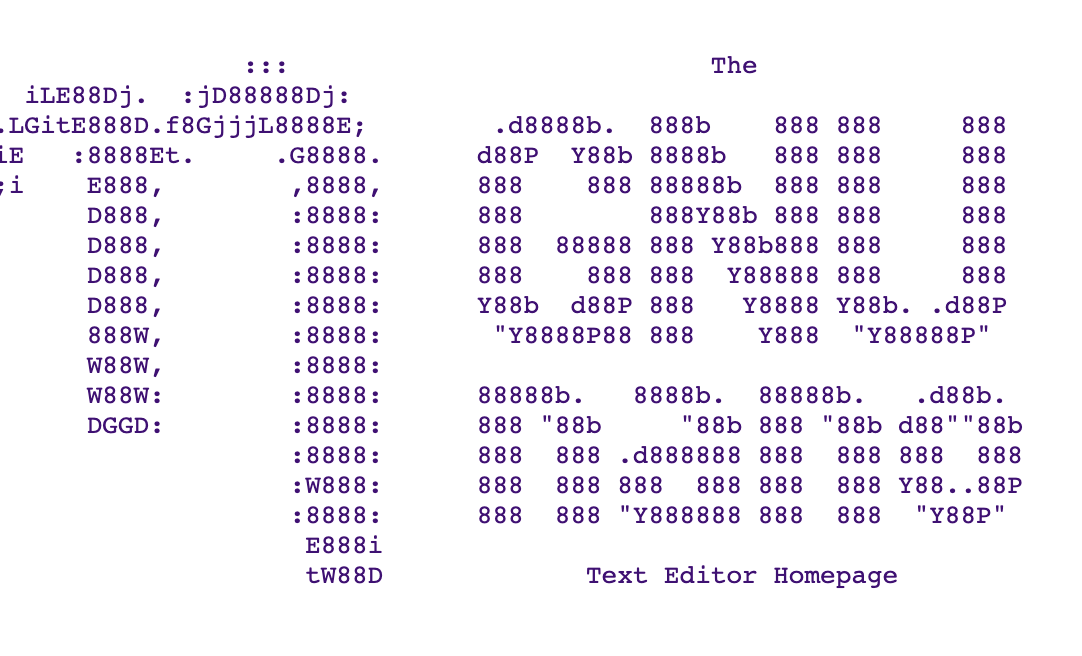 :::                           The
  iLE88Dj.  :jD88888Dj:
.LGitE888D.f8GjjjL8888E;        .d8888b.  888b    888 888     888
iE   :8888Et.     .G8888.      d88P  Y88b 8888b   888 888     888
;i    E888,        ,8888,      888    888 88888b  888 888     888
      D888,        :8888:      888        888Y88b 888 888     888
      D888,        :8888:      888  88888 888 Y88b888 888     888
      D888,        :8888:      888    888 888  Y88888 888     888
      D888,        :8888:      Y88b  d88P 888   Y8888 Y88b. .d88P
      888W,        :8888:       "Y8888P88 888    Y888  "Y88888P"
      W88W,        :8888:
      W88W:        :8888:      88888b.   8888b.  88888b.   .d88b.
      DGGD:        :8888:      888 "88b     "88b 888 "88b d88""88b
                   :8888:      888  888 .d888888 888  888 888  888
                   :W888:      888  888 888  888 888  888 Y88..88P
                   :8888:      888  888 "Y888888 888  888  "Y88P"
                    E888i
                    tW88D             Text Editor Homepage